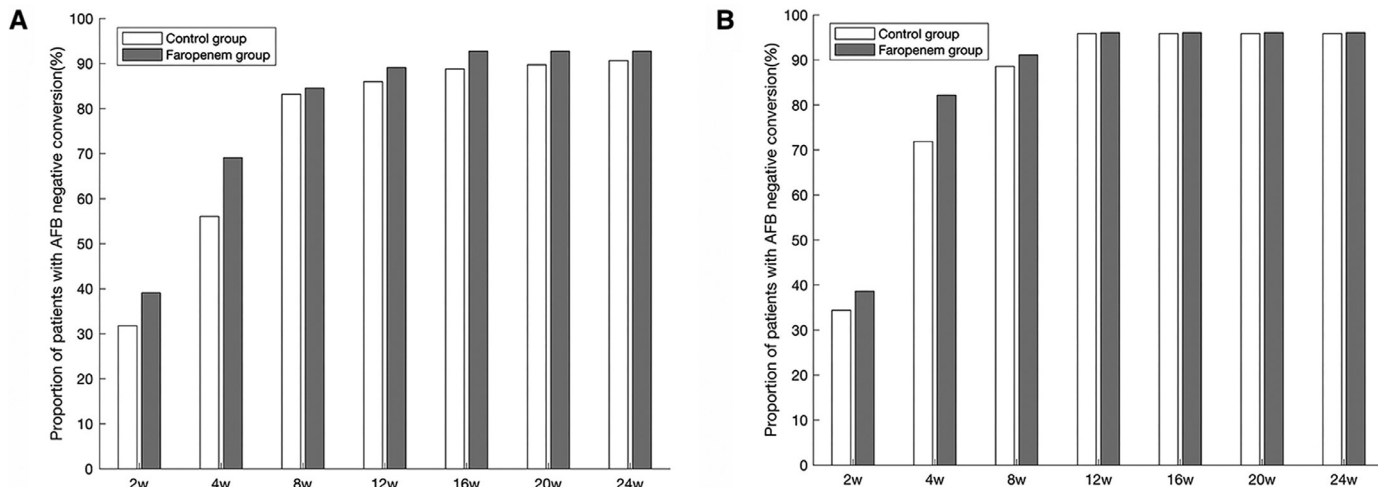 A
Proportion of patients with AFB negative conversion(%)
100
90
80
70
60
50
40
30
20
10
0
Control group
Faropenem group
2w 4w 8w 12w 16w 20w 24w
B
Proportion of patients with AFB negative conversion(%)
100
90
80
70
60
50
40
30
20
10
0
Control group
Faropenem group
2w 4w 8w 12w 16w 20w 24w